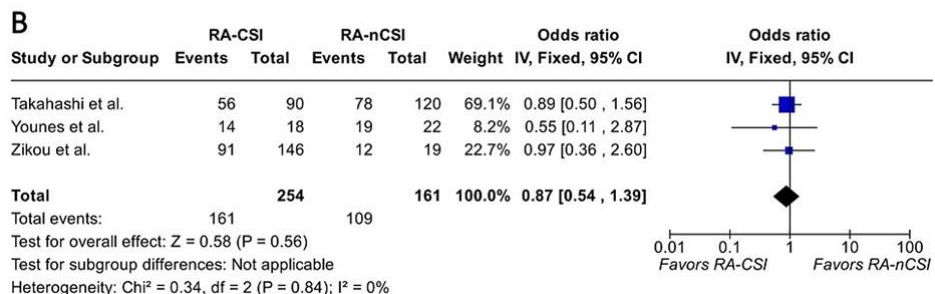 B
RA-CSI RA-nCSI Odds ratio Odds ratio
Study or Subgroup Events Total Events Total Weight IV, Fixed, 95% CI IV, Fixed, 95% CI
Takahashi et al. 56 90 78 120 69.1% 0.89 [0.50 , 1.56]
Younes et al. 14 18 19 22 8.2% 0.55 [0.11 , 2.87]
Zikou et al. 91 146 12 19 22.7% 0.97 [0.36 , 2.60]
Total 254 161 100.0% 0.87 [0.54 , 1.39]
Total events: 161 109
Test for overall effect: Z = 0.58 (P = 0.56)
0.01 0.1 1 10 100
Test for subgroup differences: Not applicable
Favors RA-CSI Favors RA-nCSI
Heterogeneity: Chi² = 0.34, df = 2 (P = 0.84); I² = 0%